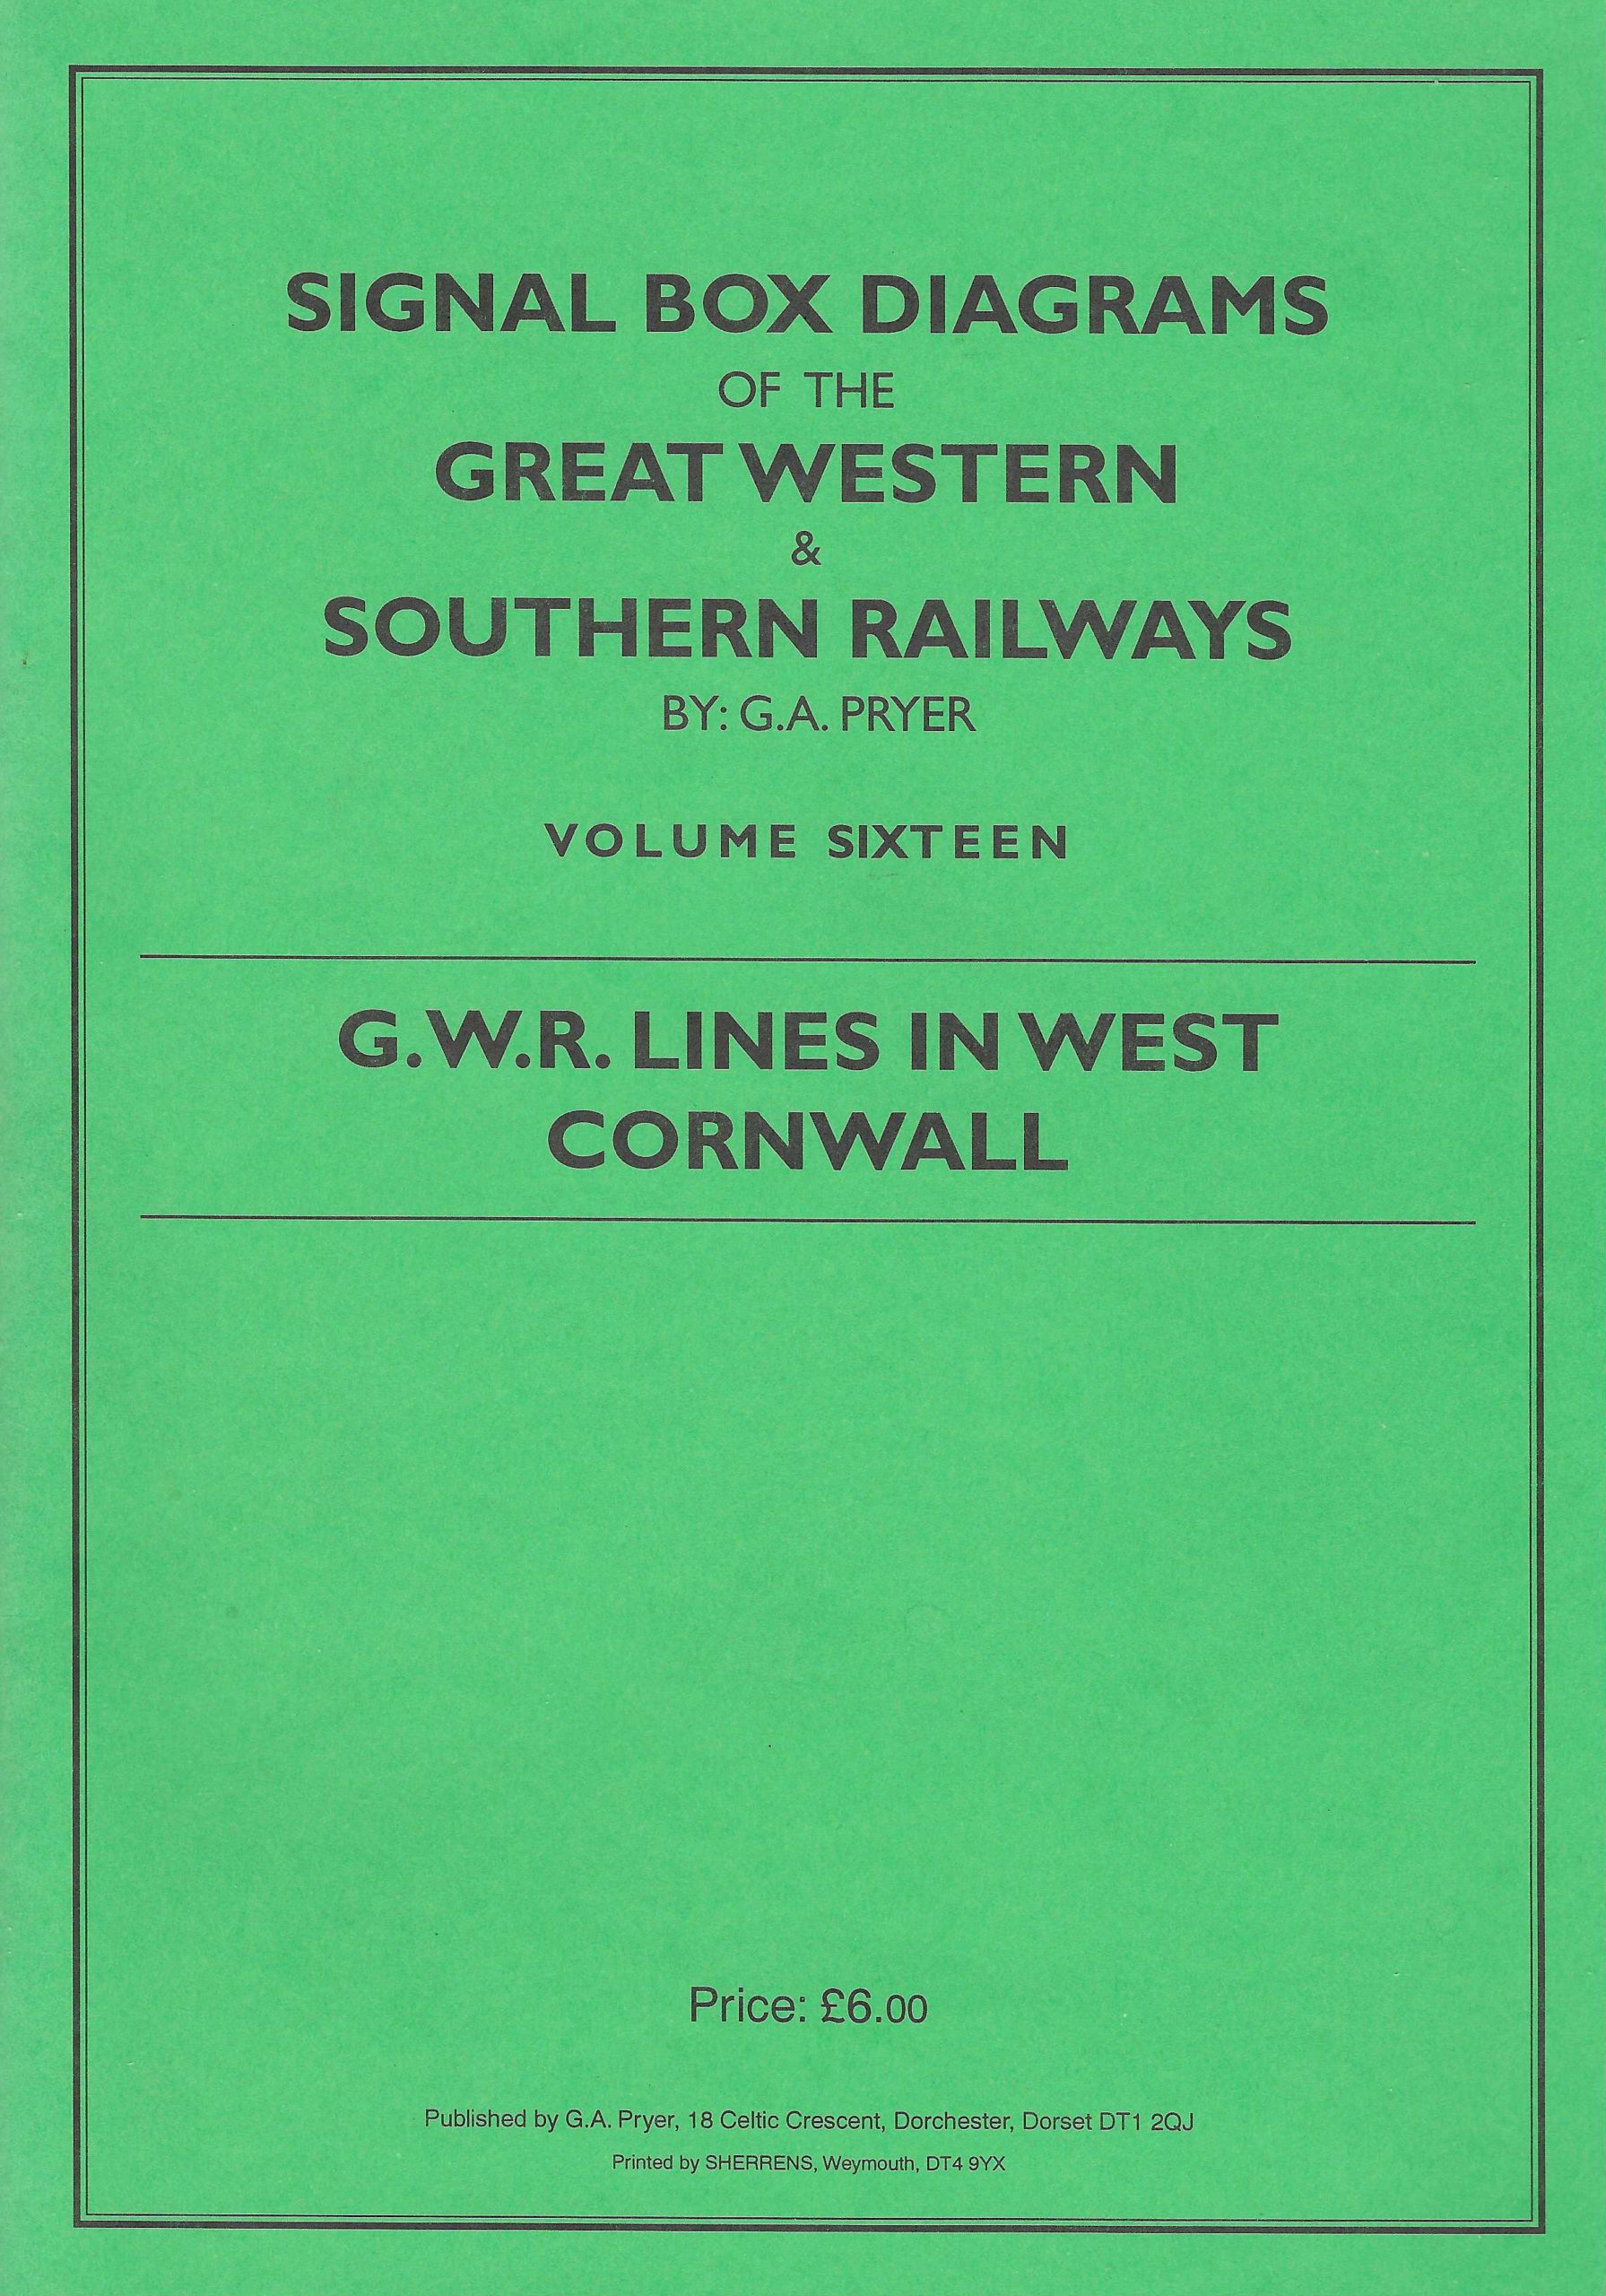 SIGNAL BOX DIAGRAMS
OF THE
GREAT WESTERN
&
SOUTHERN RAILWAYS
BY: G.A. PRYER
VOLUME SIXTEEN
G.W.R. LINES IN WEST
CORNWALL
Price: £6.00
Published by G.A. Pryer, 18 Celtic Crescent, Dorchester, Dorset DT1 2QJ
Printed by SHERRENS, Weymouth, DT4 9YX